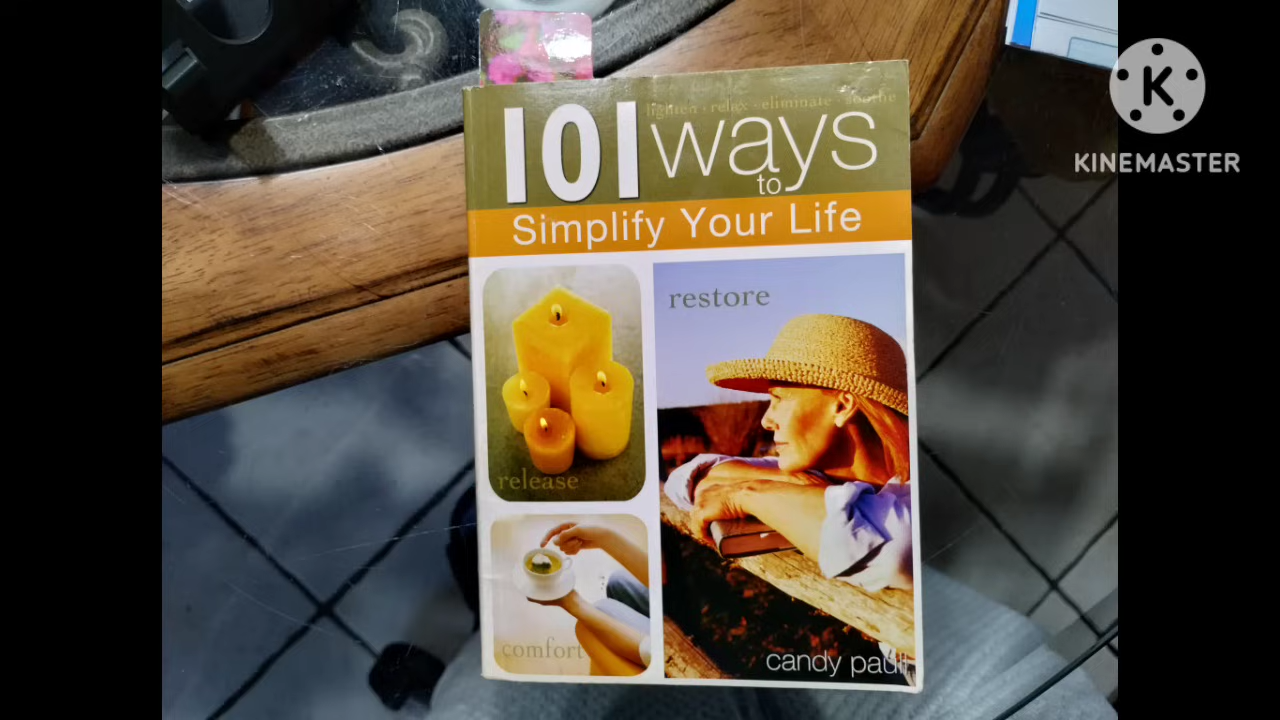 lighten · relax · eliminate · soothe
101 ways
to
Simplify Your Life
restore
release
comfort
candy paull
K
KINEMASTER